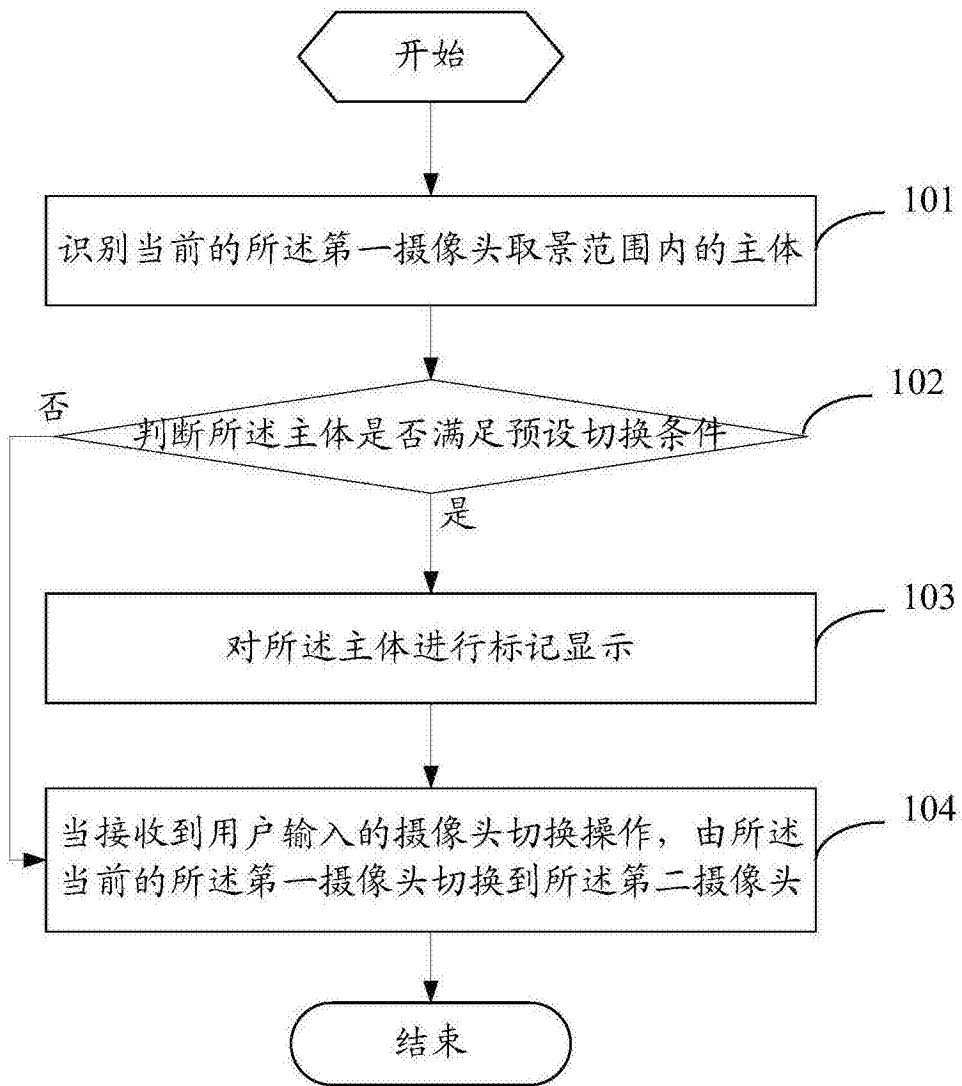 开始
101
识别当前的所述第一摄像头取景范围内的主体
102
否
判断所述主体是否满足预设切换条件
是
103
对所述主体进行标记显示
104
当接收到用户输入的摄像头切换操作，由所述
当前的所述第一摄像头切换到所述第二摄像头
结束